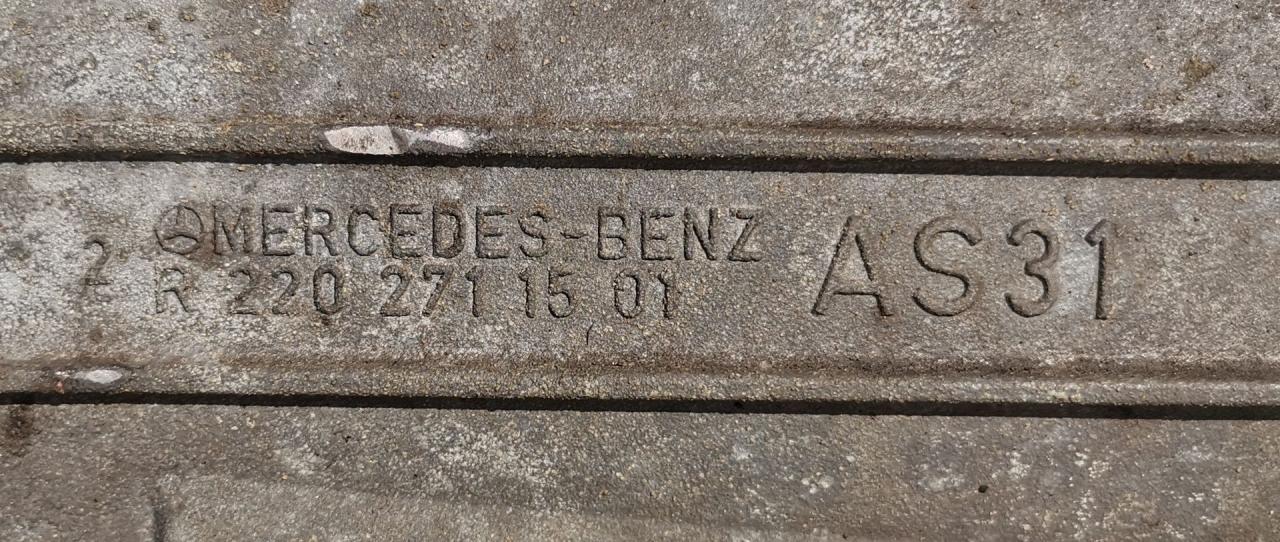 2
MERCEDES-BENZ
R 220 271 15 01
AS31